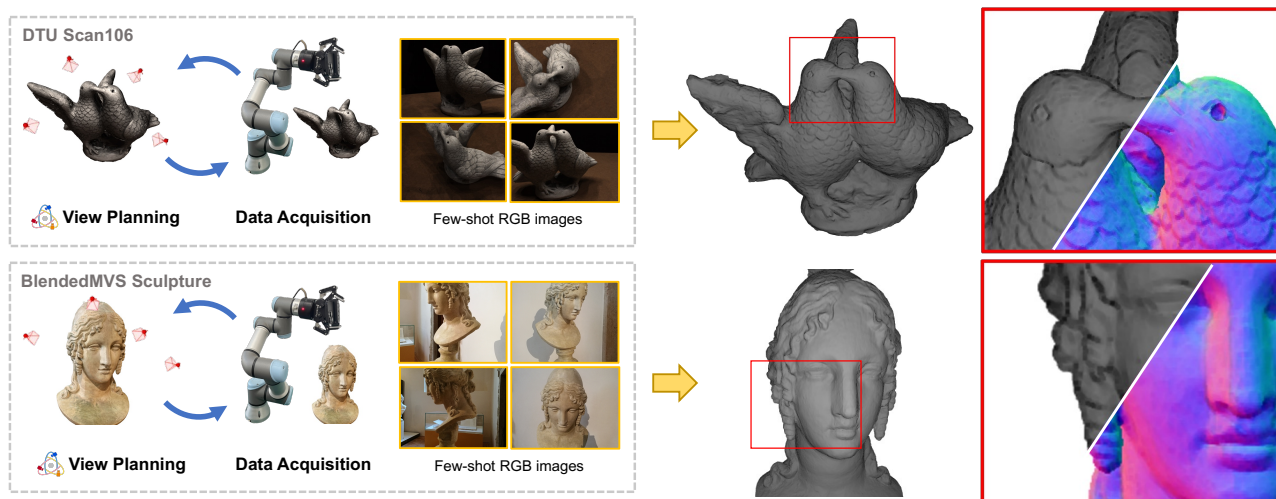 DTU Scan106
View Planning
Data Acquisition
Few-shot RGB images
BlendedMVS Sculpture
View Planning
Data Acquisition
Few-shot RGB images